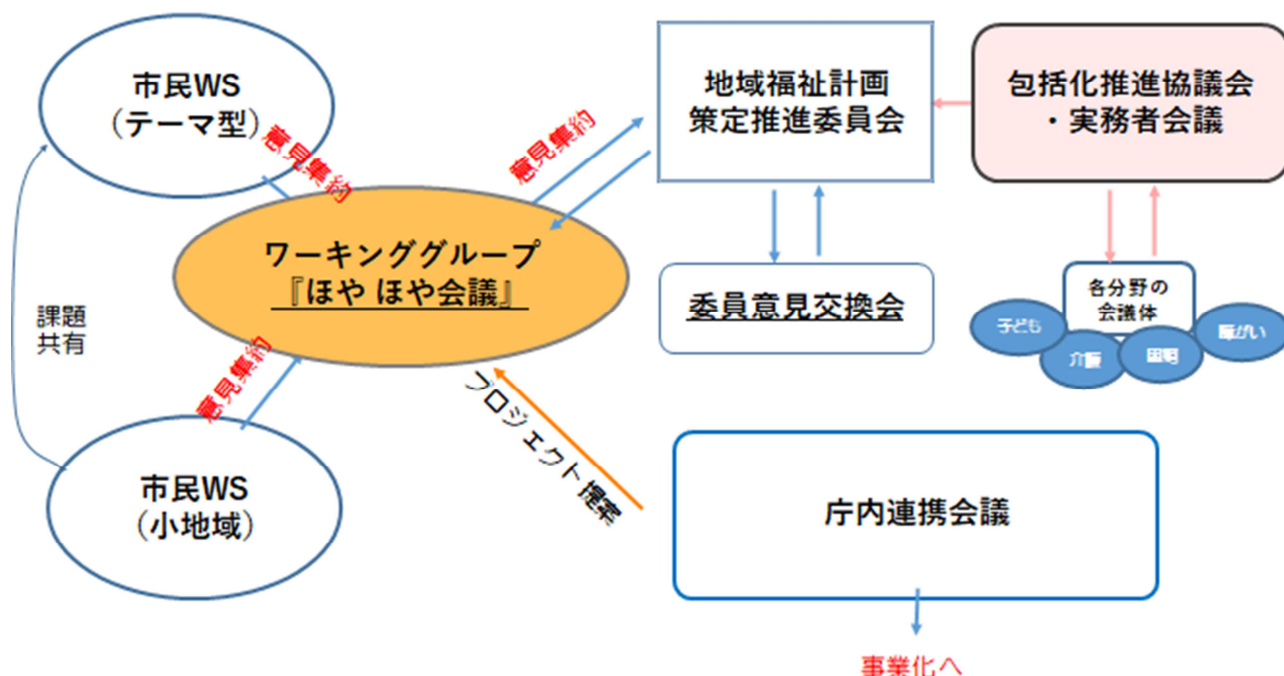 市民WS
（テーマ型）
意見集約
意見集約
地域福祉計画
策定推進委員会
包括化推進協議会
・実務者会議
ワーキンググループ
『ほや ほや会議』
委員意見交換会
各分野の
会議体
子ども
介護
困窮
障がい
課題
共有
意見集約
プロジェクト提案
市民WS
（小地域）
庁内連携会議
事業化へ